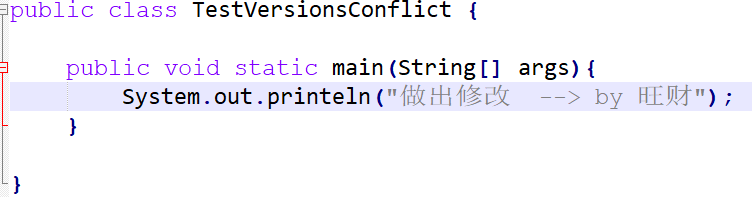 public class TestVersionsConflict {
public void static main(String[] args){
System.out.printeln("做出修改  --> by 旺财");
}
}